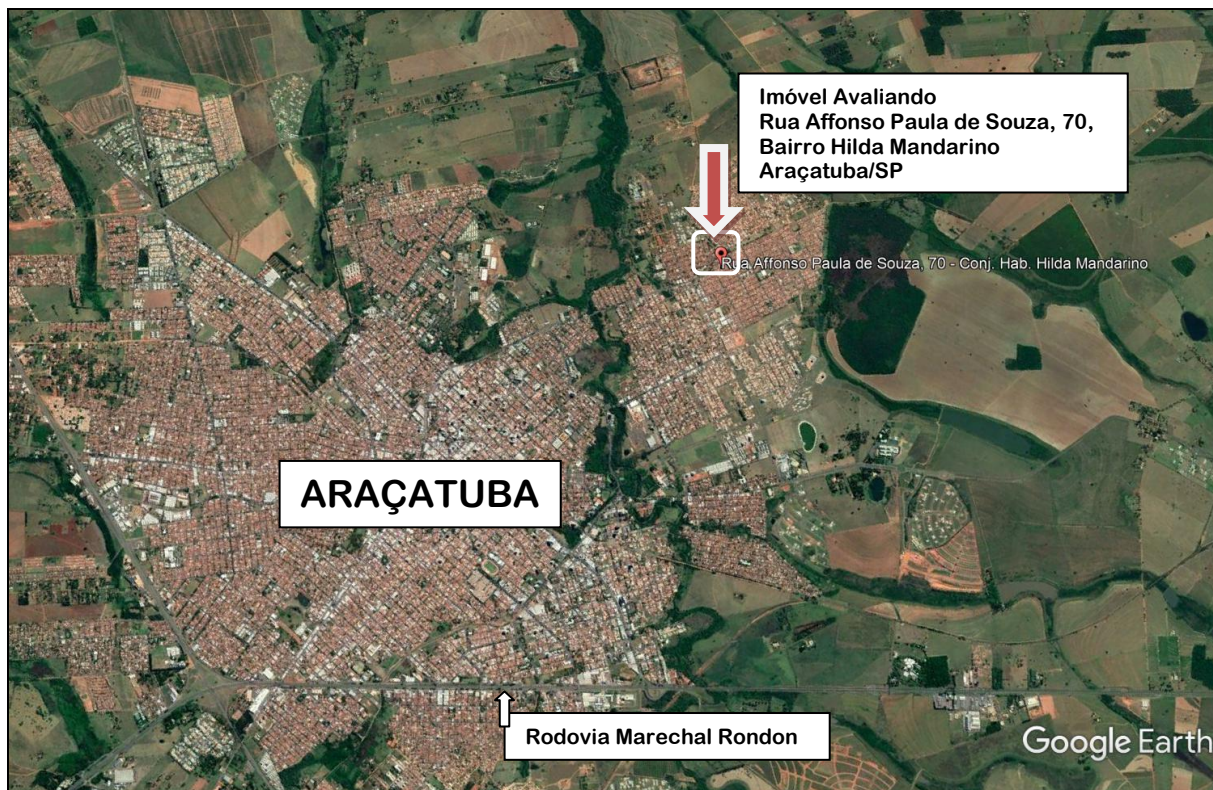 Imóvel Avaliando
Rua Affonso Paula de Souza, 70,
Bairro Hilda Mandarino
Araçatuba/SP
Rua Affonso Paula de Souza, 70 - Conj. Hab. Hilda Mandarino
ARAÇATUBA
Rodovia Marechal Rondon
Google Earth